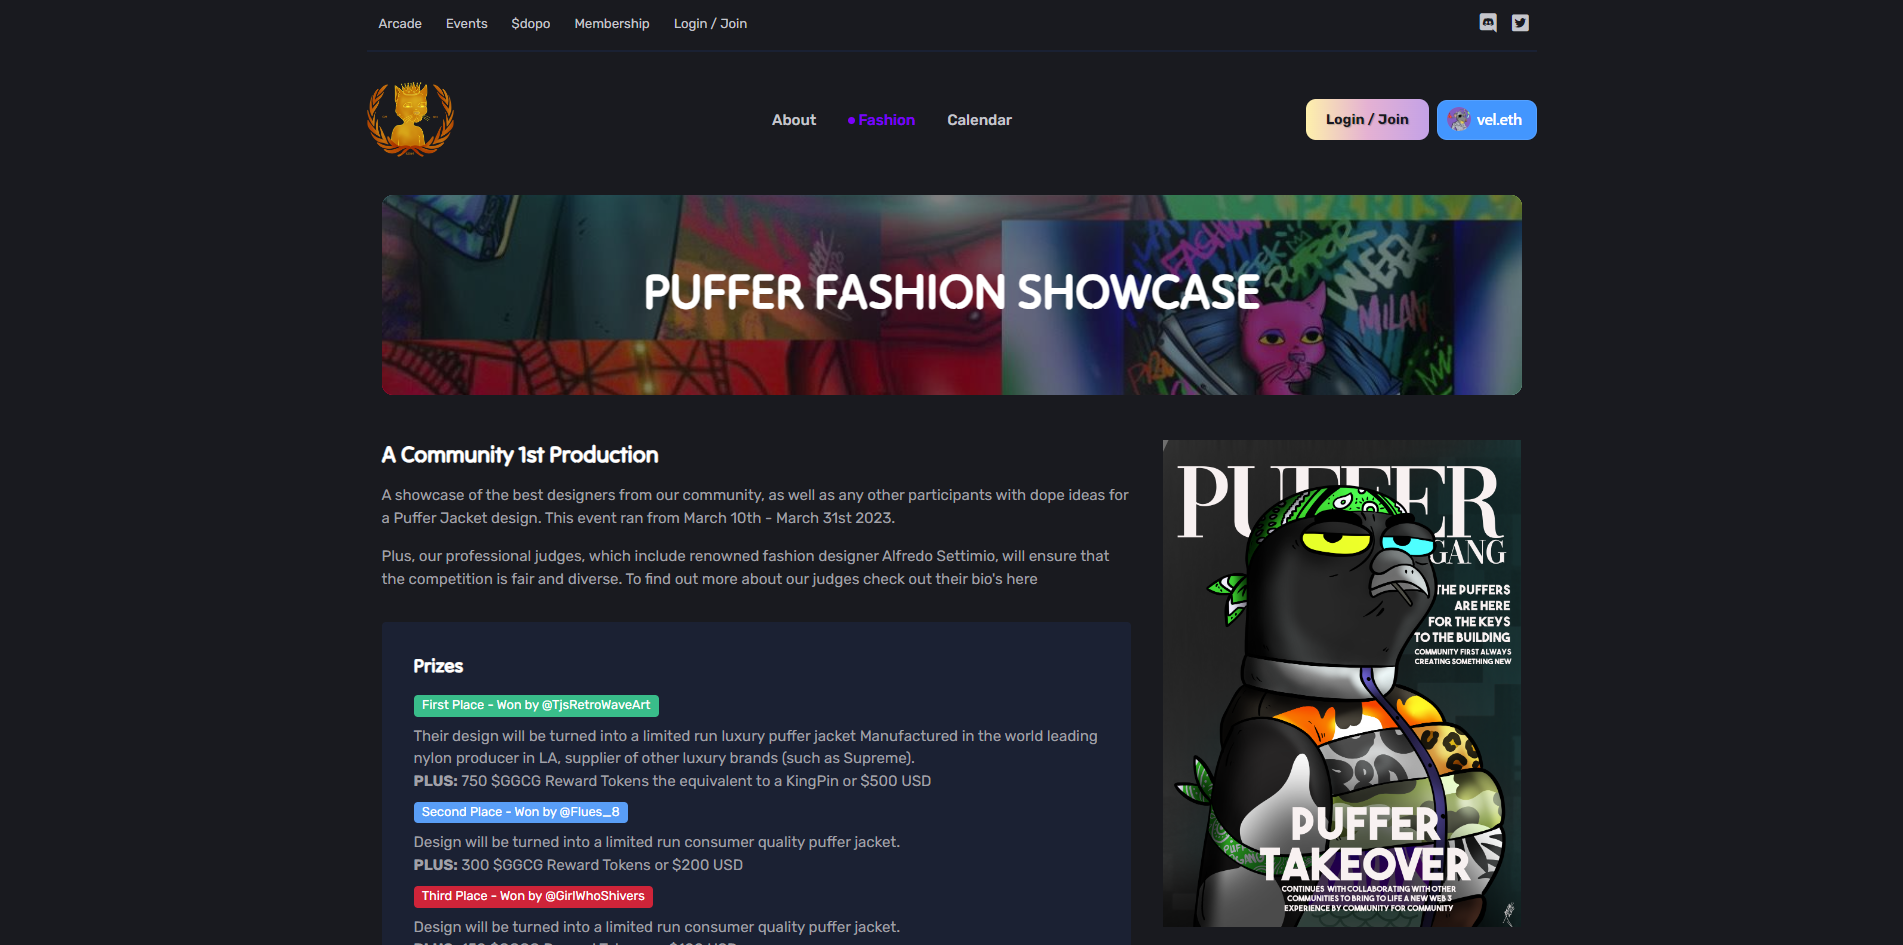 Arcade Events $dopo Membership Login / Join
About Fashion Calendar
Login / Join vel.eth
PARIS
FASHION
WEEK
MILAN
PUFFER FASHION SHOWCASE
A Community 1st Production
A showcase of the best designers from our community, as well as any other participants with dope ideas for
a Puffer Jacket design. This event ran from March 10th - March 31st 2023.
Plus, our professional judges, which include renowned fashion designer Alfredo Settimio, will ensure that
the competition is fair and diverse. To find out more about our judges check out their bio's here
Prizes
First Place - Won by @TjsRetroWaveArt
Their design will be turned into a limited run luxury puffer jacket Manufactured in the world leading
nylon producer in LA, supplier of other luxury brands (such as Supreme).
PLUS: 750 $GGCG Reward Tokens the equivalent to a KingPin or $500 USD
Second Place - Won by @Flues_8
Design will be turned into a limited run consumer quality puffer jacket.
PLUS: 300 $GGCG Reward Tokens or $200 USD
Third Place - Won by @GirlWhoShivers
Design will be turned into a limited run consumer quality puffer jacket.
PUFFER
GANG
THE PUFFERS
ARE HERE
FOR THE KEYS
TO THE BUILDING
COMMUNITY FIRST ALWAYS
CREATING SOMETHING NEW
PUFFER
TAKEOVER
CONTINUES WITH COLLABORATING WITH OTHER
COMMUNITIES TO BRING TO LIFE A NEW WEB 3
EXPERIENCE BY COMMUNITY FOR COMMUNITY